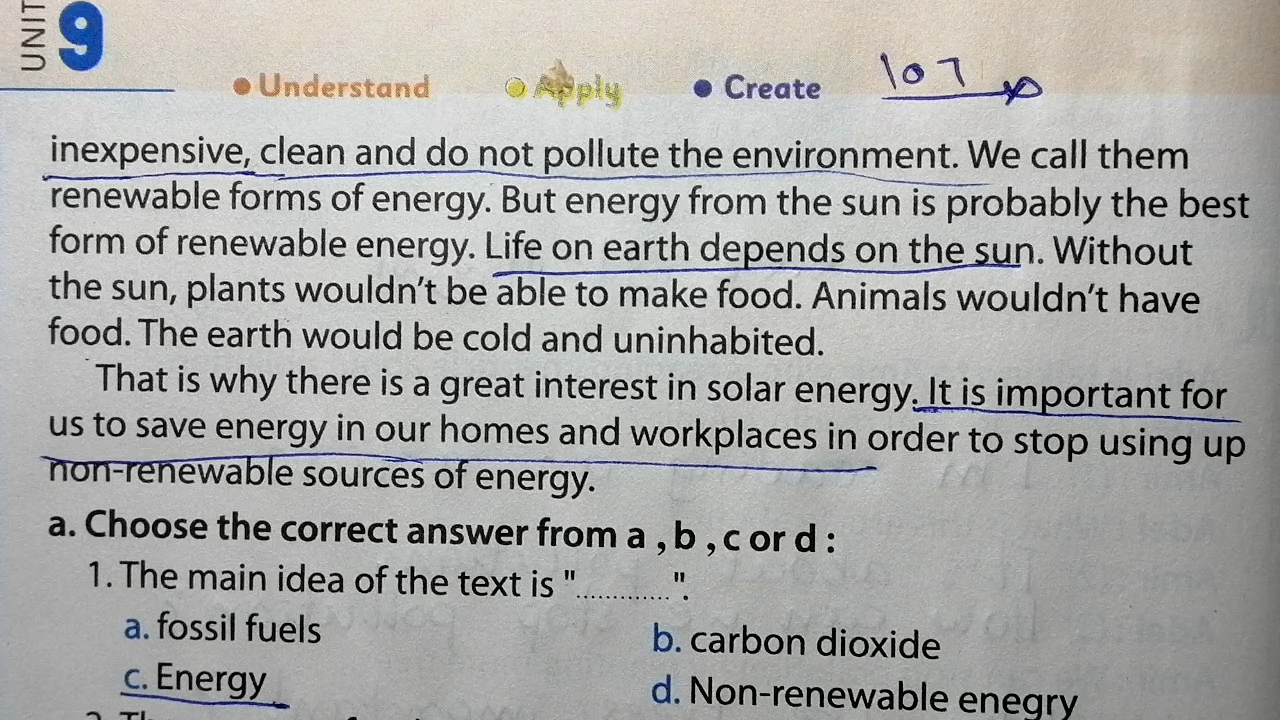 UNIT 9
• Understand • Apply • Create 107
inexpensive, clean and do not pollute the environment. We call them
renewable forms of energy. But energy from the sun is probably the best
form of renewable energy. Life on earth depends on the sun. Without
the sun, plants wouldn't be able to make food. Animals wouldn't have
food. The earth would be cold and uninhabited.
That is why there is a great interest in solar energy. It is important for
us to save energy in our homes and workplaces in order to stop using up
non-renewable sources of energy.
a. Choose the correct answer from a , b , c or d :
1. The main idea of the text is "............".
a. fossil fuels b. carbon dioxide
c. Energy d. Non-renewable enegry